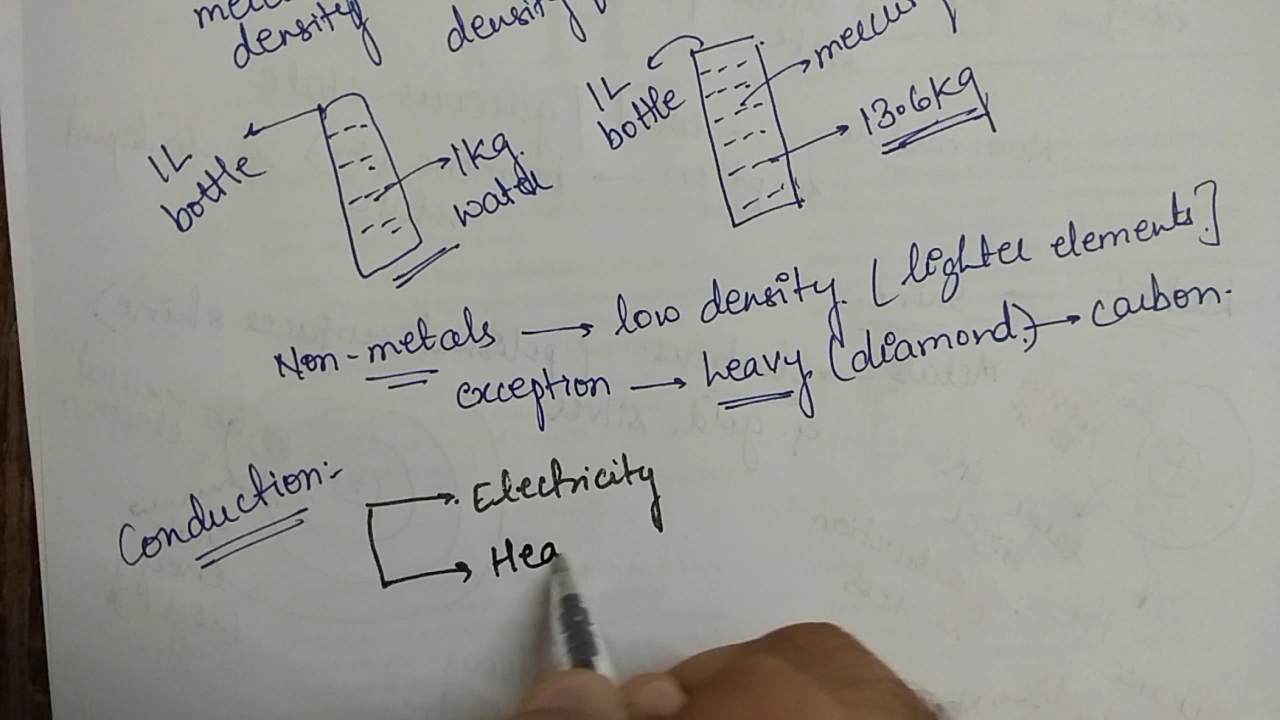 density density
1L bottle
1kg. water
1L bottle
13.6kg
Non-metals → low density. [lighter elements.]
exception → heavy (diamond.) → carbon.
Conduction:- → Electricity
→ Hea